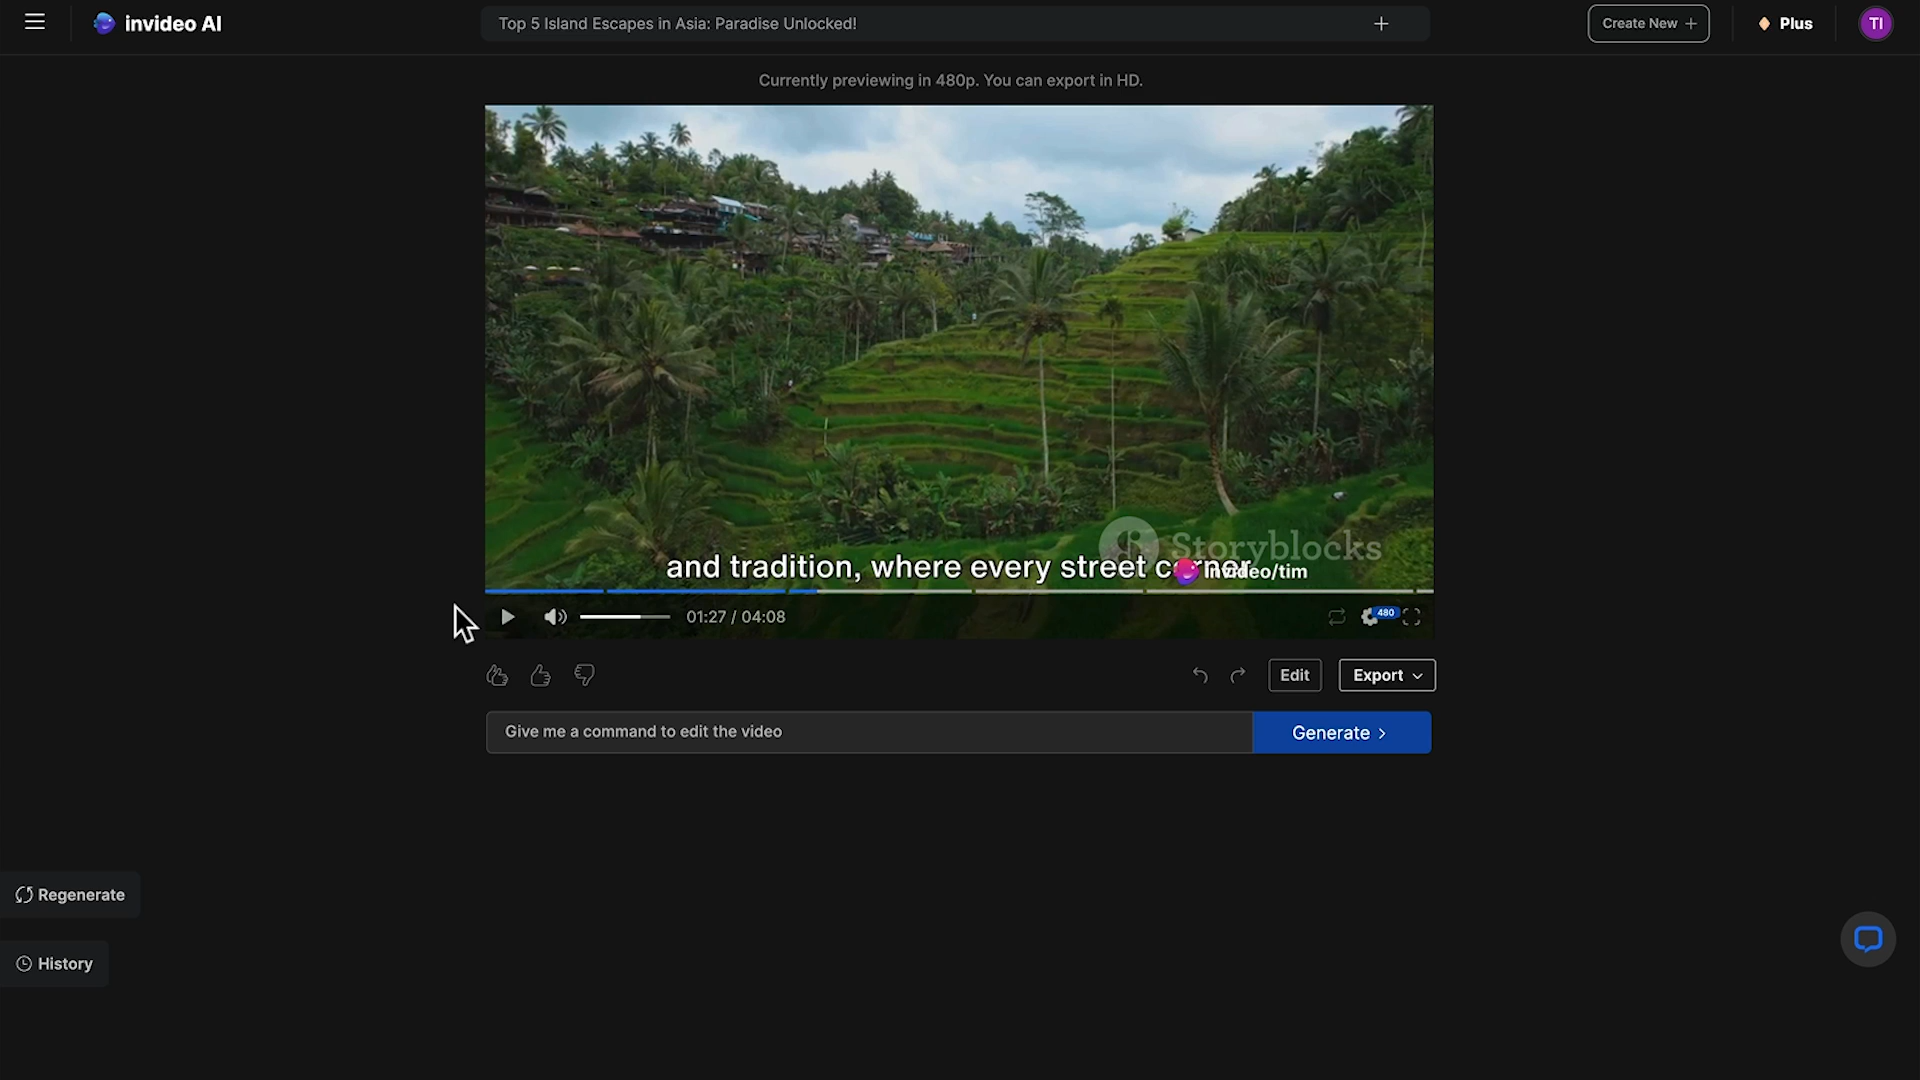 invideo AI
Top 5 Island Escapes in Asia: Paradise Unlocked!
Create New
Plus
TI
Currently previewing in 480p. You can export in HD.
Storyblocks
and tradition, where every street corner
invideo/tim
01:27 / 04:08
480
Edit
Export
Give me a command to edit the video
Generate
Regenerate
History